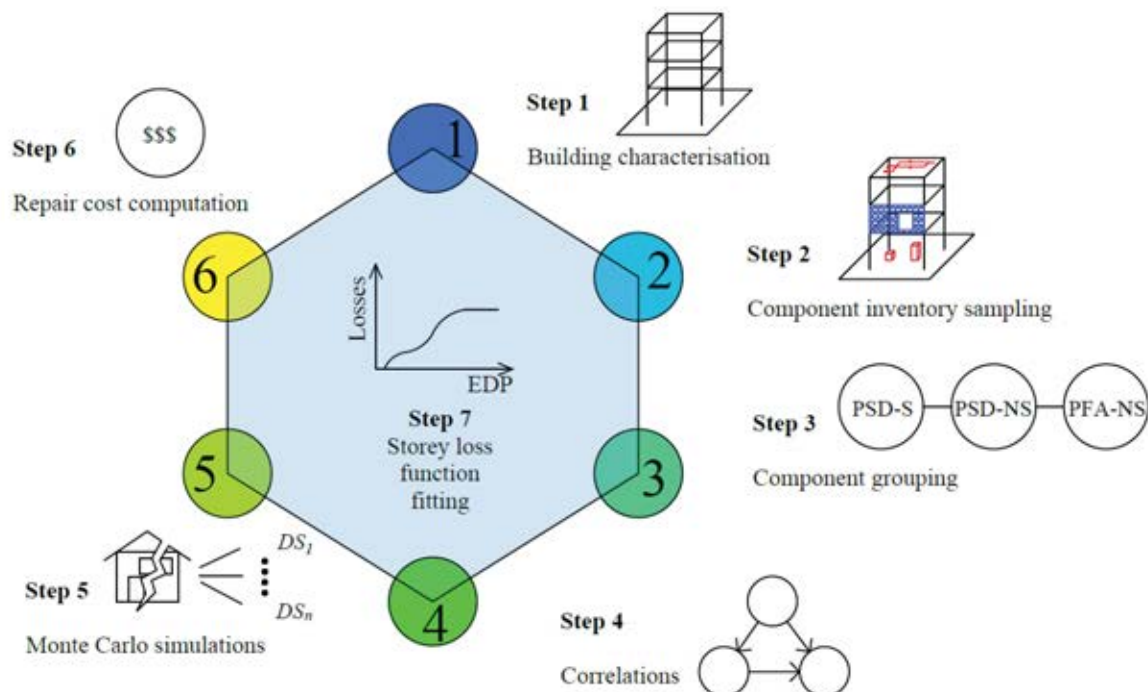 1
Step 1
Building characterisation
2
Step 2
Component inventory sampling
3
Step 3
PSD-S
PSD-NS
PFA-NS
Component grouping
4
Step 4
Correlations
5
Step 5
DS1
DSn
Monte Carlo simulations
6
Step 6
$$$
Repair cost computation
Losses
EDP
Step 7
Storey loss
function
fitting